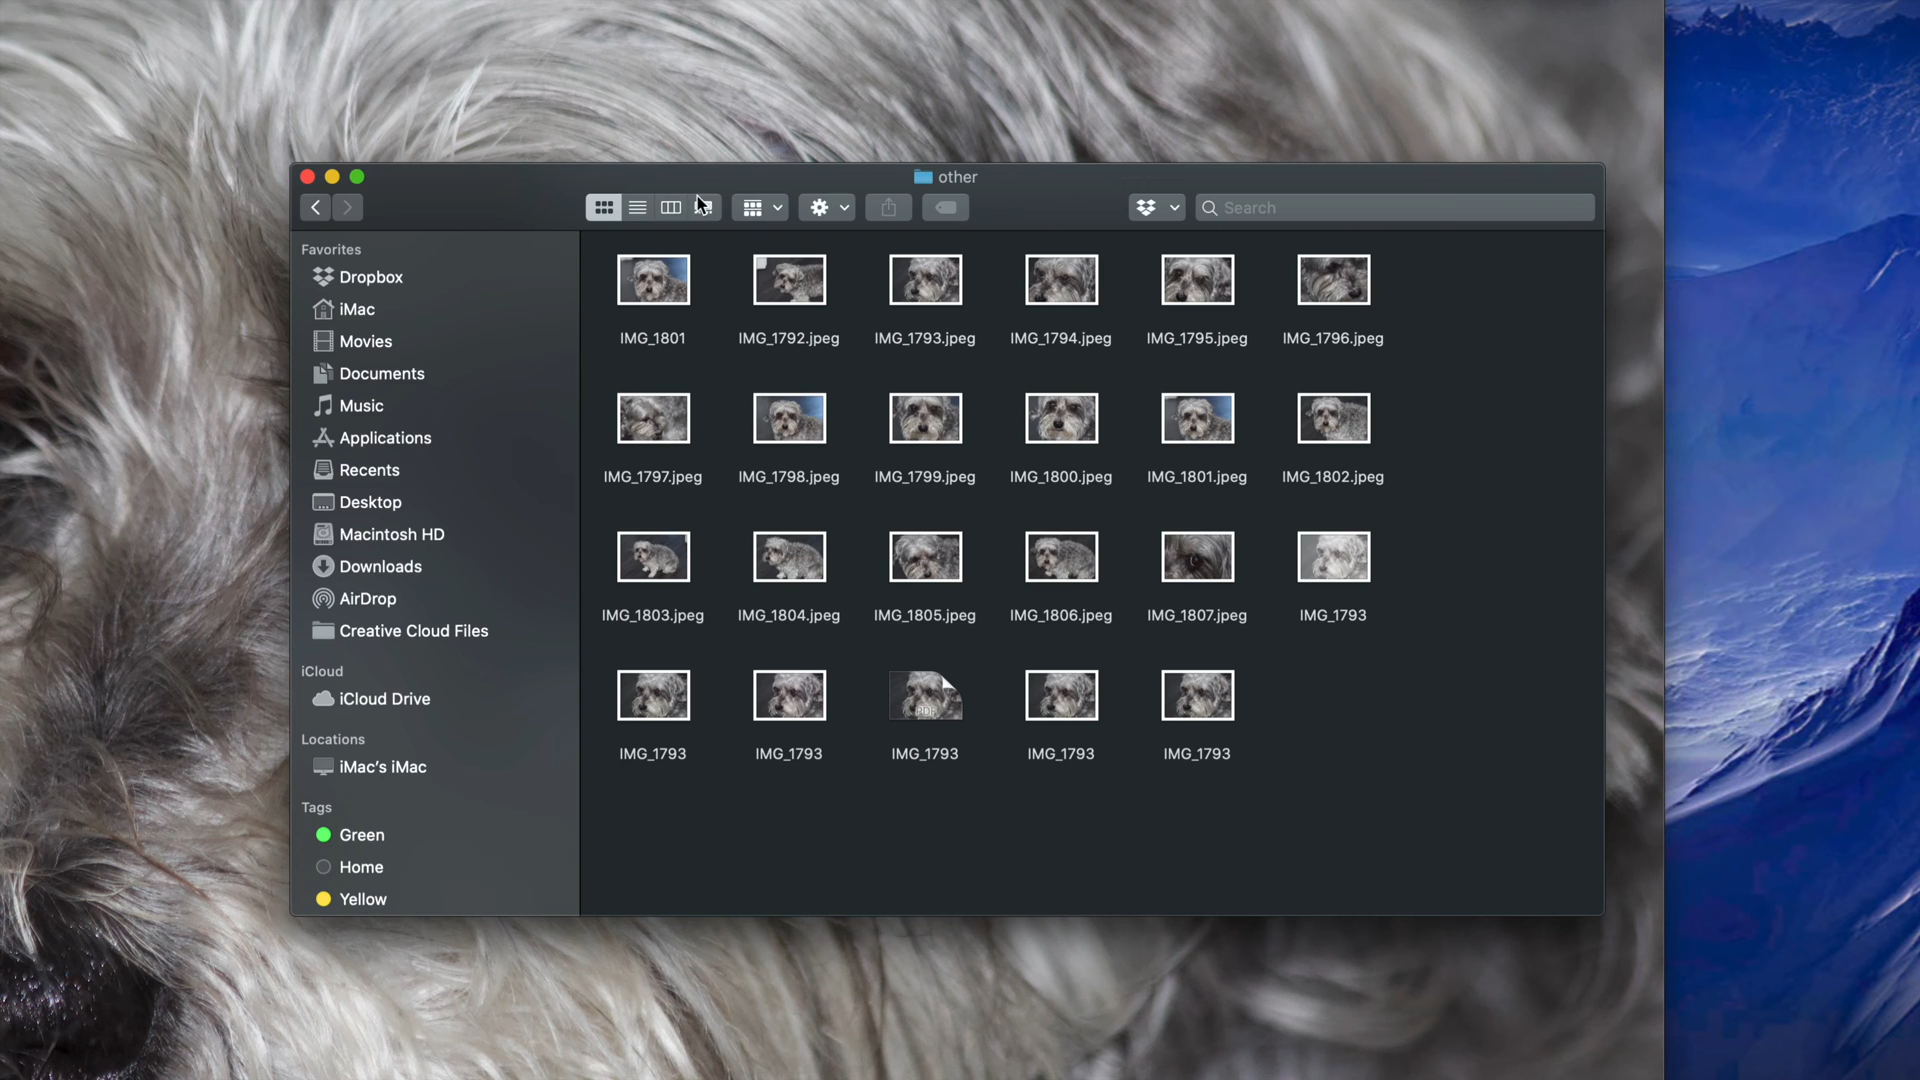 other
Search
Favorites
Dropbox
iMac
Movies
Documents
Music
Applications
Recents
Desktop
Macintosh HD
Downloads
AirDrop
Creative Cloud Files
iCloud
iCloud Drive
Locations
iMac’s iMac
Tags
Green
Home
Yellow
IMG_1801 IMG_1792.jpeg IMG_1793.jpeg IMG_1794.jpeg IMG_1795.jpeg IMG_1796.jpeg
IMG_1797.jpeg IMG_1798.jpeg IMG_1799.jpeg IMG_1800.jpeg IMG_1801.jpeg IMG_1802.jpeg
IMG_1803.jpeg IMG_1804.jpeg IMG_1805.jpeg IMG_1806.jpeg IMG_1807.jpeg IMG_1793
PDF
IMG_1793 IMG_1793 IMG_1793 IMG_1793 IMG_1793